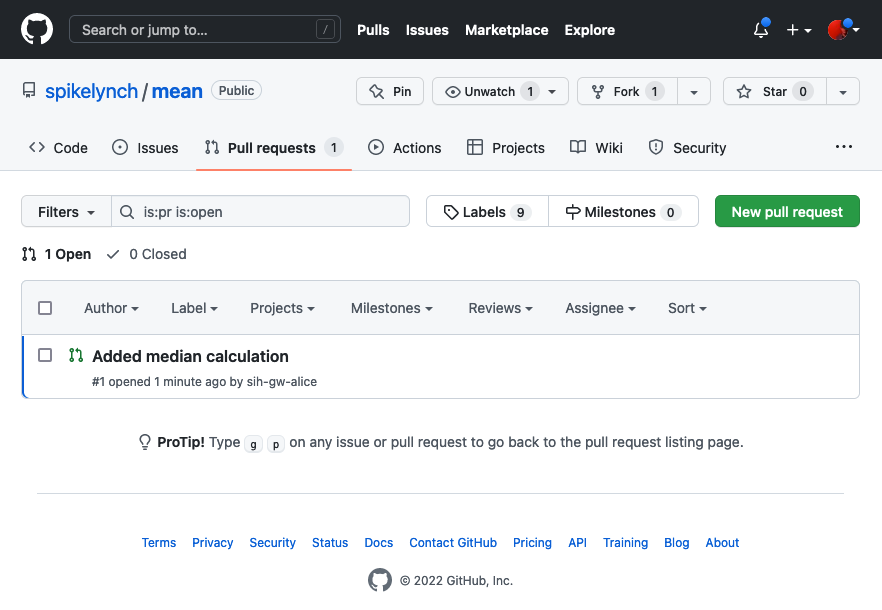 Search or jump to... / Pulls Issues Marketplace Explore
spikelynch / mean Public Pin Unwatch 1 Fork 1 Star 0
Code Issues Pull requests 1 Actions Projects Wiki Security ...
Filters is:pr is:open Labels 9 Milestones 0 New pull request
1 Open 0 Closed
Author Label Projects Milestones Reviews Assignee Sort
Added median calculation
#1 opened 1 minute ago by sih-gw-alice
ProTip! Type g p on any issue or pull request to go back to the pull request listing page.
Terms Privacy Security Status Docs Contact GitHub Pricing API Training Blog About
© 2022 GitHub, Inc.